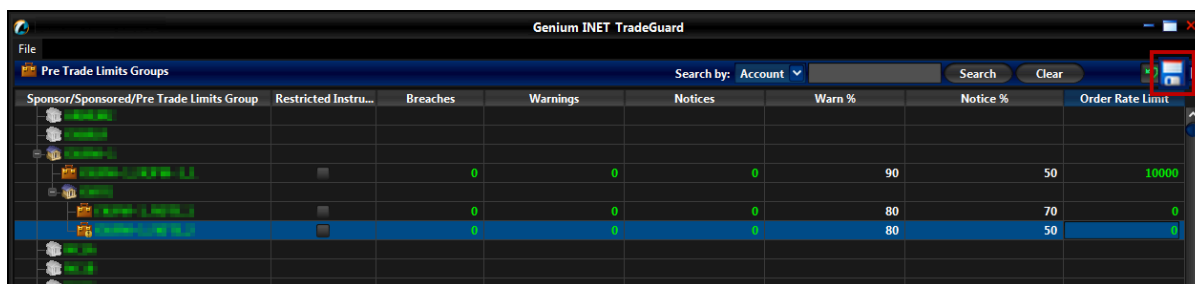 Genium INET TradeGuard
File
Pre Trade Limits Groups Search by: Account Search Clear
Sponsor/Sponsored/Pre Trade Limits Group Restricted Instru... Breaches Warnings Notices Warn % Notice % Order Rate Limit
0 0 0 90 50 10000
0 0 0 80 70 0
0 0 0 80 50 0